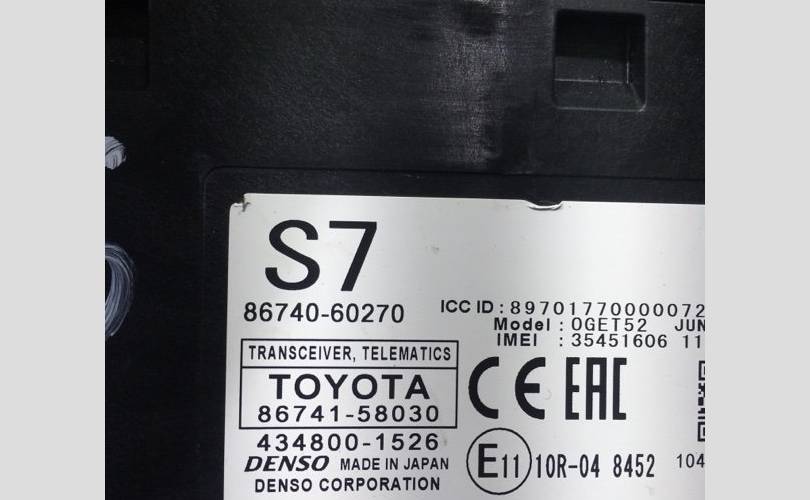 S7
86740-60270
ICC ID : 89701770000072
Model : 0GET52 JUN
IMEI : 35451606 11
TRANSCEIVER, TELEMATICS
TOYOTA
86741-58030
434800-1526
DENSO MADE IN JAPAN
DENSO CORPORATION
CE EAC
E11 10R-04 8452 104